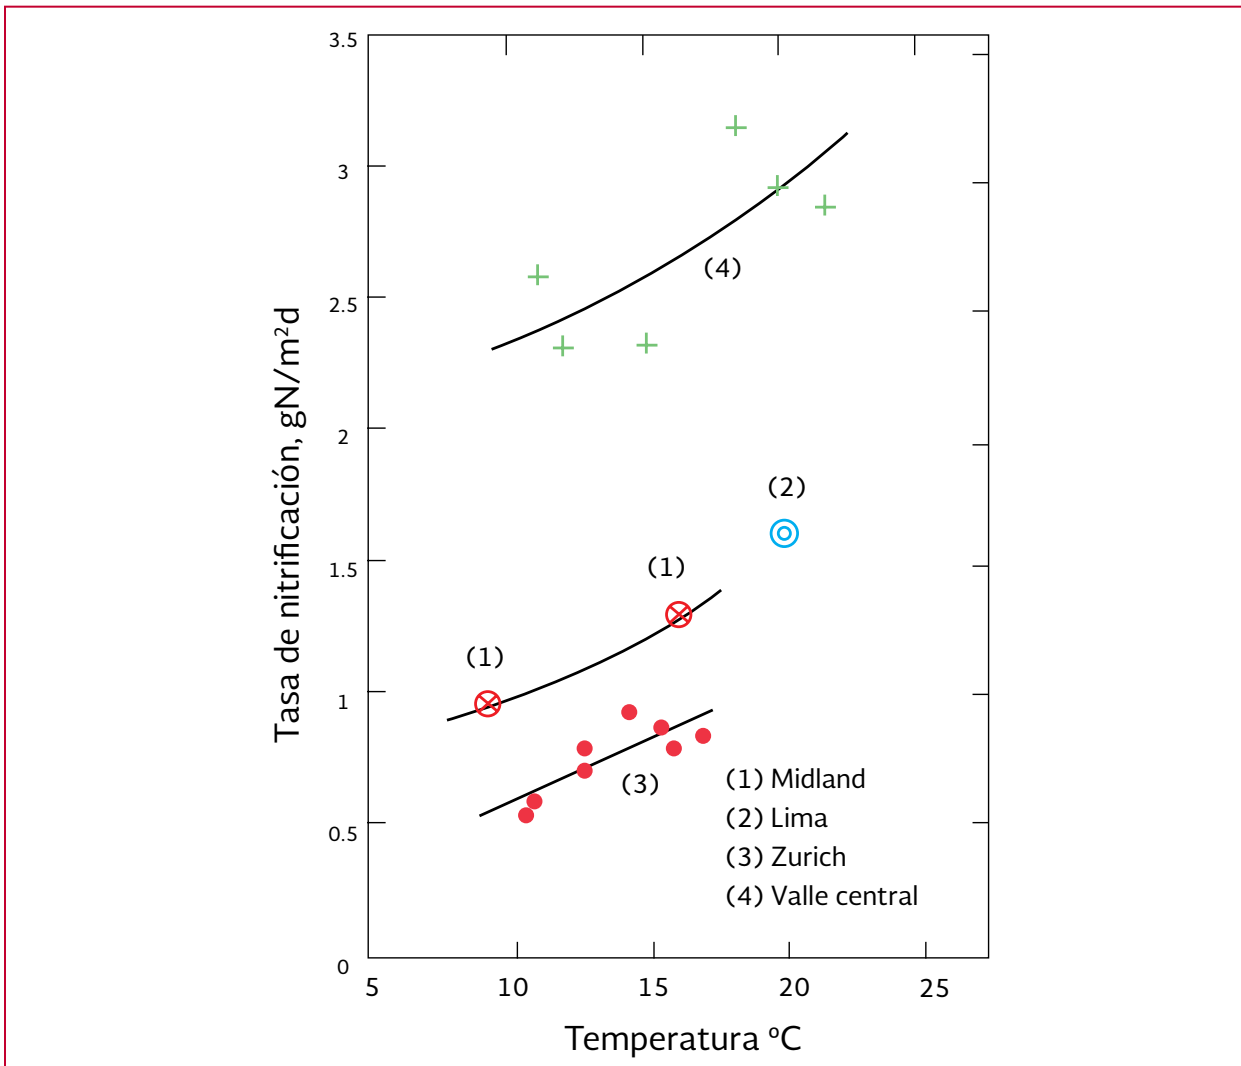 3.5
3
2.5
2
1.5
1
0.5
0
Tasa de nitrificación, gN/m²d
(4)
(2)
(1)
(1)
(3)
(1) Midland
(2) Lima
(3) Zurich
(4) Valle central
5 10 15 20 25
Temperatura ºC